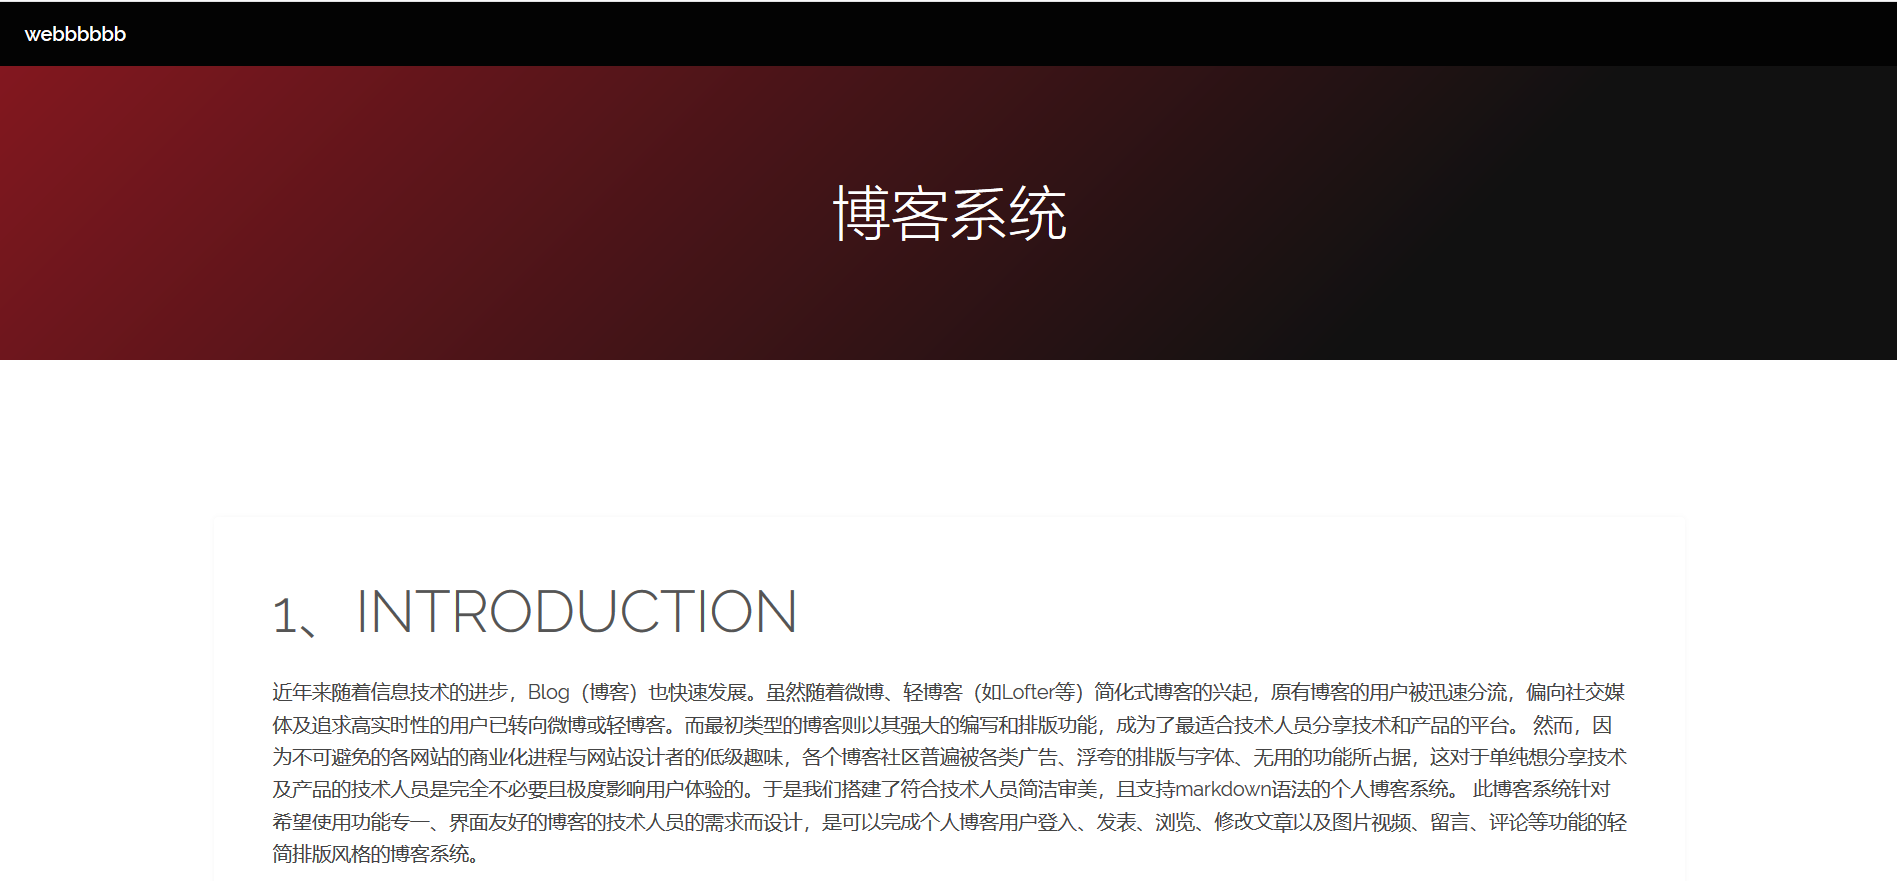 webbbbbb
博客系统
1、INTRODUCTION
近年来随着信息技术的进步，Blog（博客）也快速发展。虽然随着微博、轻博客（如Lofter等）简化式博客的兴起，原有博客的用户被迅速分流，偏向社交媒
体及追求高实时性的用户已转向微博或轻博客。而最初类型的博客则以其强大的编写和排版功能，成为了最适合技术人员分享技术和产品的平台。 然而，因
为不可避免的各网站的商业化进程与网站设计者的低级趣味，各个博客社区普遍被各类广告、浮夸的排版与字体、无用的功能所占据，这对于单纯想分享技术
及产品的技术人员是完全不必要且极度影响用户体验的。于是我们搭建了符合技术人员简洁审美，且支持markdown语法的个人博客系统。 此博客系统针对
希望使用功能专一、界面友好的博客的技术人员的需求而设计，是可以完成个人博客用户登入、发表、浏览、修改文章以及图片视频、留言、评论等功能的轻
简排版风格的博客系统。